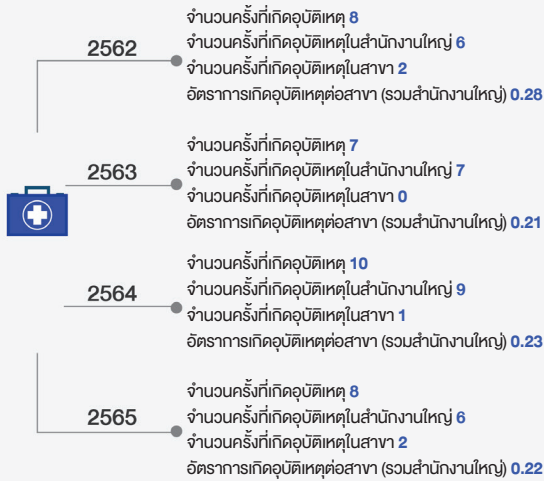 2562
จำนวนครั้งที่เกิดอุบัติเหตุ 8
จำนวนครั้งที่เกิดอุบัติเหตุในสำนักงานใหญ่ 6
จำนวนครั้งที่เกิดอุบัติเหตุในสาขา 2
อัตราการเกิดอุบัติเหตุต่อสาขา (รวมสำนักงานใหญ่) 0.28
2563
จำนวนครั้งที่เกิดอุบัติเหตุ 7
จำนวนครั้งที่เกิดอุบัติเหตุในสำนักงานใหญ่ 7
จำนวนครั้งที่เกิดอุบัติเหตุในสาขา 0
อัตราการเกิดอุบัติเหตุต่อสาขา (รวมสำนักงานใหญ่) 0.21
2564
จำนวนครั้งที่เกิดอุบัติเหตุ 10
จำนวนครั้งที่เกิดอุบัติเหตุในสำนักงานใหญ่ 9
จำนวนครั้งที่เกิดอุบัติเหตุในสาขา 1
อัตราการเกิดอุบัติเหตุต่อสาขา (รวมสำนักงานใหญ่) 0.23
2565
จำนวนครั้งที่เกิดอุบัติเหตุ 8
จำนวนครั้งที่เกิดอุบัติเหตุในสำนักงานใหญ่ 6
จำนวนครั้งที่เกิดอุบัติเหตุในสาขา 2
อัตราการเกิดอุบัติเหตุต่อสาขา (รวมสำนักงานใหญ่) 0.22